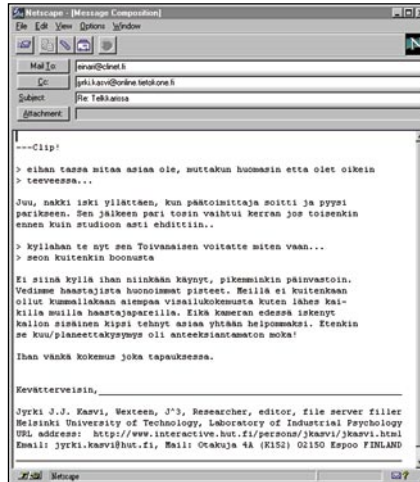 Netscape - [Message Composition]
File Edit View Options Window
N
Mail To: einari@clinet.fi
Cc: jyrki.kasvi@online.tietokone.fi
Subject: Re: Telkkarissa
Attachment:
---Clip!
> eihan tassa mitaa asiaa ole, muttakun huomasin etta olet oikein
> teeveessa...
Juu, nakki iski yllättäen, kun päätoimittaja soitti ja pyysi
parikseen. Sen jälkeen pari tosin vaihtui kerran jos toisenkin
ennen kuin studioon asti ehdittiin..
> kyllahan te nyt sen Toivanaisen voitatte miten vaan...
> seon kuitenkin boonusta
Ei siinä kyllä ihan niinkään käynyt, pikemminkin päinvastoin.
Vedimme haastajista huonoimmat pisteet. Meillä ei kuitenkaan
ollut kummallakaan aiempaa visailukokemusta kuten lähes kai-
killa muilla haastajapareilla. Eikä kameran edessä iskenyt
kallon sisäinen kipsi tehnyt asiaa yhtään helpommaksi. Etenkin
se kuu/planeettakysymys oli anteeksiantamaton moka!
Ihan vänkä kokemus joka tapauksessa.
Kevätterveisin,
Jyrki J.J. Kasvi, Wexteen, J^3, Researcher, editor, file server filler
Helsinki University of Technology, Laboratory of Industrial Psychology
URL address: http://www.interactive.hut.fi/persons/jkasvi/jkasvi.html
Email: jyrki.kasvi@hut.fi, Mail: Otakuja 4A (K152) 02150 Espoo FINLAND
Netscape